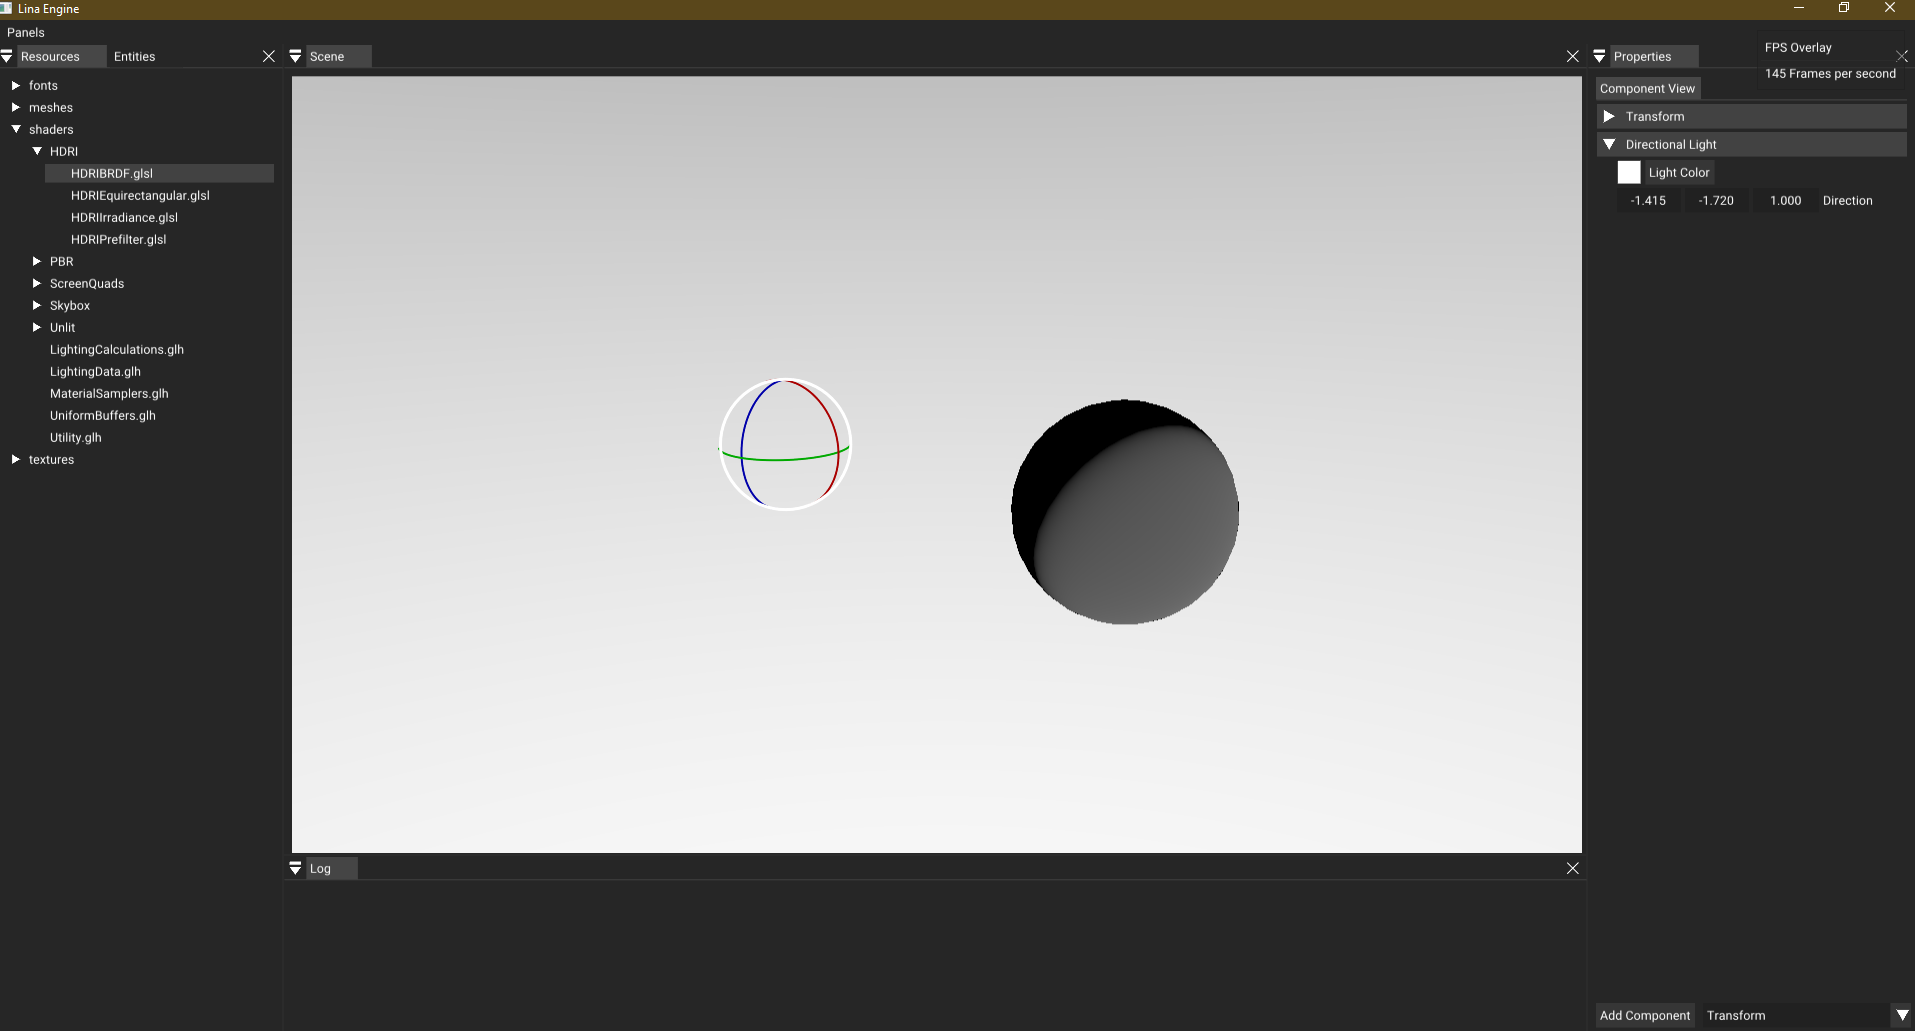 Lina Engine
Panels
Resources
Entities
fonts
meshes
shaders
HDRI
HDRIBRDF.glsl
HDRIEquirectangular.glsl
HDRIIrradiance.glsl
HDRIPrefilter.glsl
PBR
ScreenQuads
Skybox
Unlit
LightingCalculations.glh
LightingData.glh
MaterialSamplers.glh
UniformBuffers.glh
Utility.glh
textures
Scene
Log
Properties
FPS Overlay
145 Frames per second
Component View
Transform
Directional Light
Light Color
-1.415 -1.720 1.000 Direction
Add Component Transform